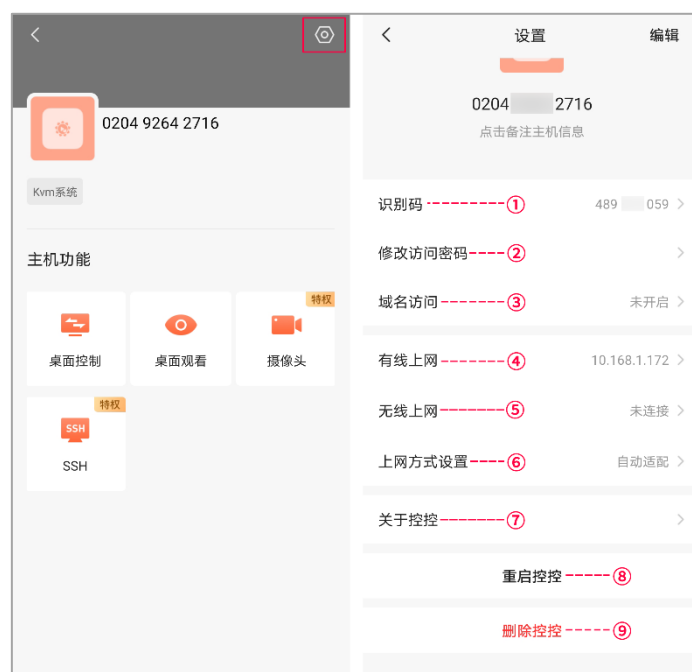 0204 9264 2716
Kvm系统
主机功能
桌面控制
桌面观看
特权
摄像头
特权
SSH
SSH
设置
编辑
0204 2716
点击备注主机信息
识别码 ① 489 059
修改访问密码 ②
域名访问 ③ 未开启
有线上网 ④ 10.168.1.172
无线上网 ⑤ 未连接
上网方式设置 ⑥ 自动适配
关于控控 ⑦
重启控控 ⑧
删除控控 ⑨